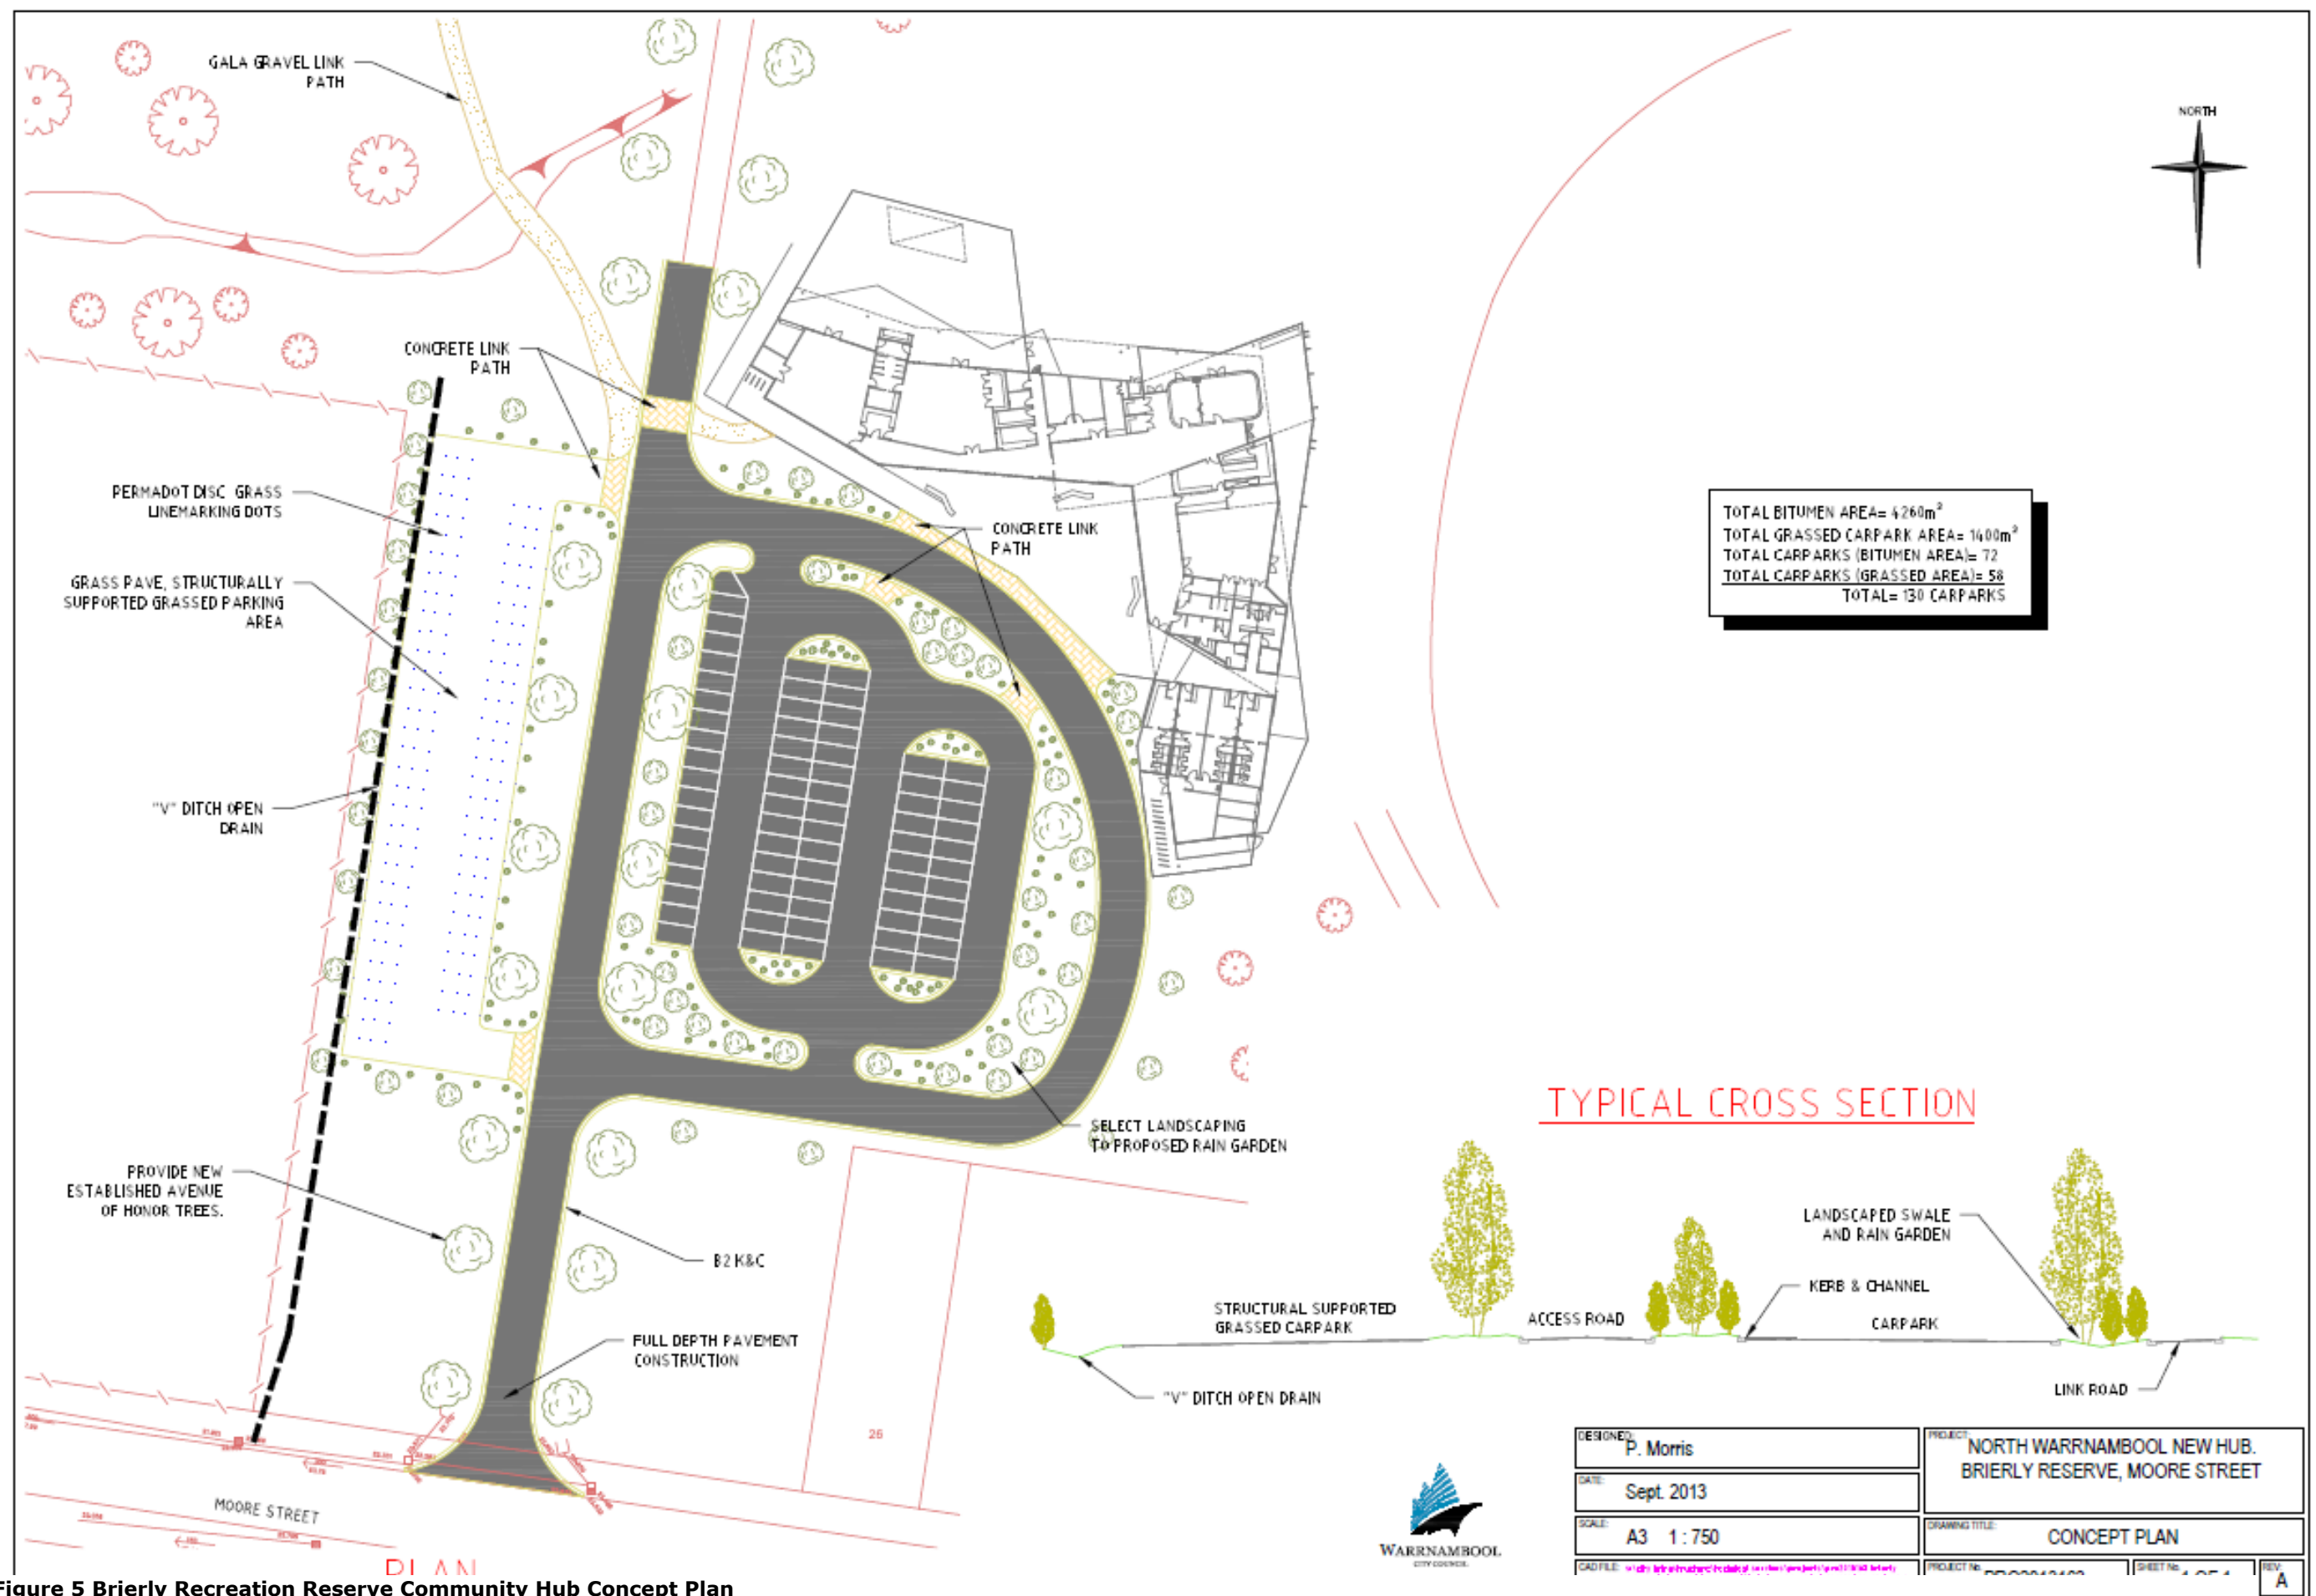 GALA GRAVEL LINK
PATH
NORTH
CONCRETE LINK
PATH
PERMADOT DISC GRASS
LINEMARKING DOTS
CONCRETE LINK
PATH
TOTAL BITUMEN AREA= 4260m²
TOTAL GRASSED CARPARK AREA= 1400m²
TOTAL CARPARKS (BITUMEN AREA)= 72
TOTAL CARPARKS (GRASSED AREA)= 58
TOTAL= 130 CARPARKS
GRASS PAVE, STRUCTURALLY
SUPPORTED GRASSED PARKING
AREA
"V" DITCH OPEN
DRAIN
SELECT LANDSCAPING
TO PROPOSED RAIN GARDEN
PROVIDE NEW
ESTABLISHED AVENUE
OF HONOR TREES.
B2 K&C
FULL DEPTH PAVEMENT
CONSTRUCTION
26
MOORE STREET
PLAN
TYPICAL CROSS SECTION
LANDSCAPED SWALE
AND RAIN GARDEN
KERB & CHANNEL
STRUCTURAL SUPPORTED
GRASSED CARPARK
ACCESS ROAD
CARPARK
"V" DITCH OPEN DRAIN
LINK ROAD
WARRNAMBOOL
CITY COUNCIL
DESIGNED:
P. Morris
DATE:
Sept. 2013
SCALE:
A3 1 : 750
CAD FILE:
PROJECT:
NORTH WARRNAMBOOL NEW HUB.
BRIERLY RESERVE, MOORE STREET
DRAWING TITLE:
CONCEPT PLAN
PROJECT No.
SHEET No.
1 OF 1
REV:
A
Figure 5 Brierly Recreation Reserve Community Hub Concept Plan